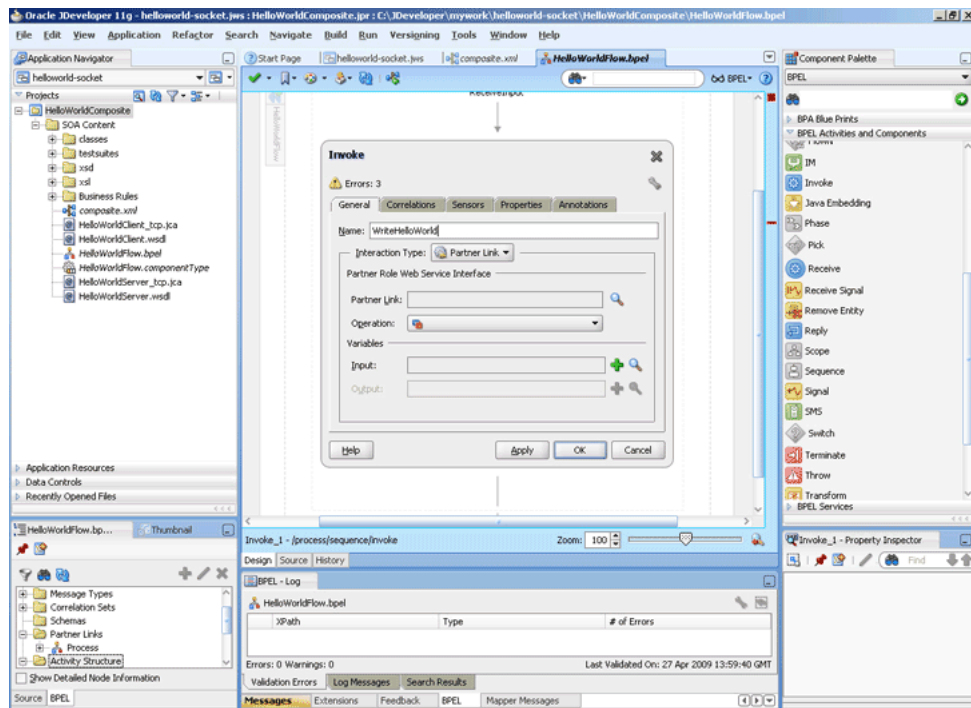 Oracle JDeveloper 11g - helloworld-socket.jws : HelloWorldComposite.jpr : C:\JDeveloper\mywork\helloworld-socket\HelloWorldComposite\HelloWorldFlow.bpel
File Edit View Application Refactor Search Navigate Build Run Versioning Tools Window Help
Application Navigator
helloworld-socket
Projects
HelloWorldComposite
SOA Content
classes
testsuites
xsd
xsl
Business Rules
composite.xml
HelloWorldClient_tcp.jca
HelloWorldClient.wsdl
HelloWorldFlow.bpel
HelloWorldFlow.componentType
HelloWorldServer_tcp.jca
HelloWorldServer.wsdl
Application Resources
Data Controls
Recently Opened Files
HelloWorldFlow.bp...
Thumbnail
Message Types
Correlation Sets
Schemas
Partner Links
Process
Activity Structure
Show Detailed Node Information
Source BPEL
Start Page helloworld-socket.jws composite.xml HelloWorldFlow.bpel
BPEL
HelloWorldFlow
ReceiveInput
Invoke
Errors: 3
General Correlations Sensors Properties Annotations
Name: WriteHelloWorld
Interaction Type: Partner Link
Partner Role Web Service Interface
Partner Link:
Operation:
Variables
Input:
Output:
Help Apply OK Cancel
Invoke_1 - /process/sequence/invoke
Zoom: 100
Design Source History
BPEL - Log
HelloWorldFlow.bpel
XPath Type # of Errors
Errors: 0 Warnings: 0 Last Validated On: 27 Apr 2009 13:59:40 GMT
Validation Errors Log Messages Search Results
Messages Extensions Feedback BPEL Mapper Messages
Component Palette
BPEL
BPA Blue Prints
BPEL Activities and Components
IM
Invoke
Java Embedding
Phase
Pick
Receive
Receive Signal
Remove Entity
Reply
Scope
Sequence
Signal
SMS
Switch
Terminate
Throw
Transform
BPEL Services
Invoke_1 - Property Inspector
Find